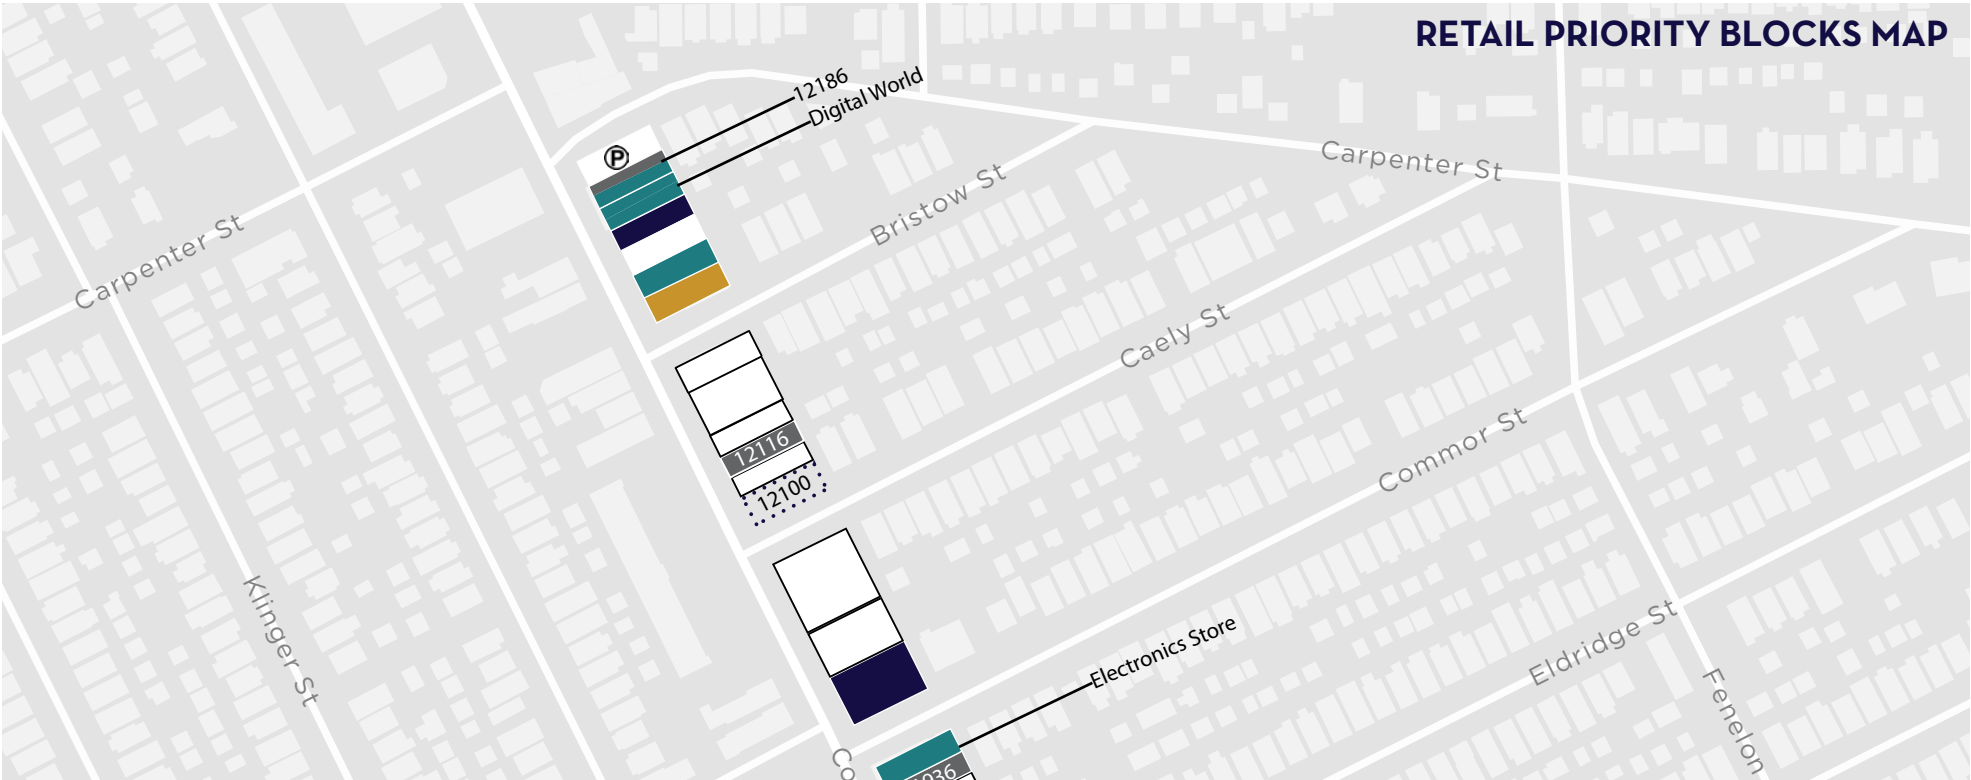 RETAIL PRIORITY BLOCKS MAP
12186
Digital World
P
Carpenter St
Bristow St
Carpenter St
Caely St
12116
12100
Commor St
Klinger St
Electronics Store
Eldridge St
Fenelon